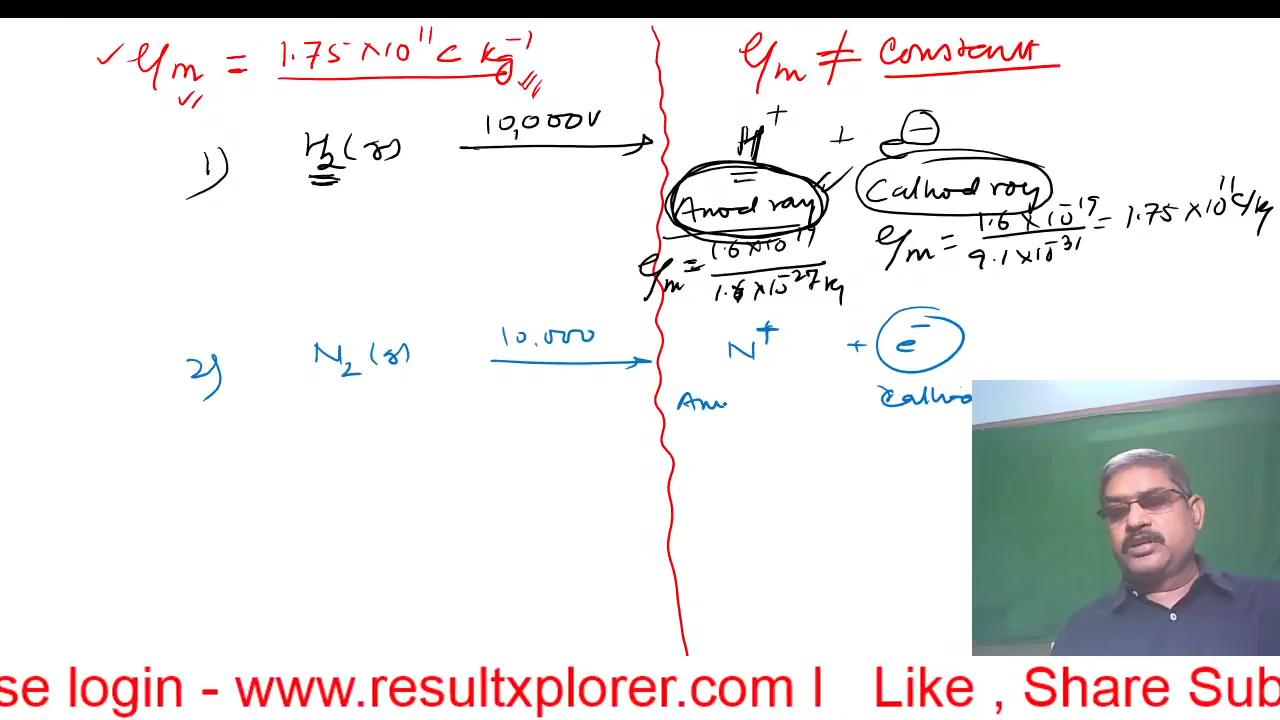 ✓ e/m = 1.75 × 10¹¹ C kg⁻¹
e/m ≠ constant
1) H₂(g) 10,000V → H⁺ + e⊖
Anod ray Cathod ray
e/m = 1.6 × 10⁻¹⁹ / 1.6 × 10⁻²⁷ kg
e/m = 1.6 × 10⁻¹⁹ / 9.1 × 10⁻³¹ = 1.75 × 10¹¹ C/kg
2) N₂(g) 10.000 → N⁺ + e⁻
Ano Catho
se login - www.resultxplorer.com I Like , Share Sub